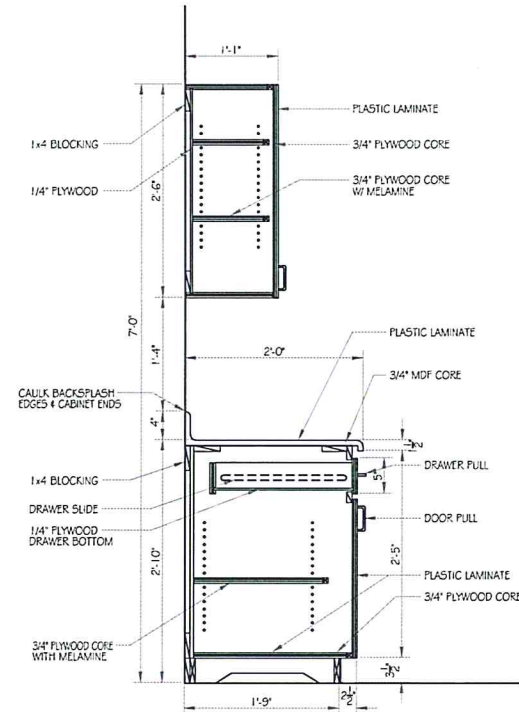 1'-1"
PLASTIC LAMINATE
1x4 BLOCKING
3/4" PLYWOOD CORE
1/4" PLYWOOD
3/4" PLYWOOD CORE
W/ MELAMINE
2'-6"
7'-0"
1'-4"
2'-0"
PLASTIC LAMINATE
3/4" MDF CORE
CAULK BACKSPLASH
EDGES & CABINET ENDS
4"
1 1/2"
1x4 BLOCKING
5"
DRAWER PULL
DRAWER SLIDE
1/4" PLYWOOD
DRAWER BOTTOM
DOOR PULL
2'-10"
2'-5"
PLASTIC LAMINATE
3/4" PLYWOOD CORE
3/4" PLYWOOD CORE
WITH MELAMINE
3 1/2"
1'-9"
2 1/2"